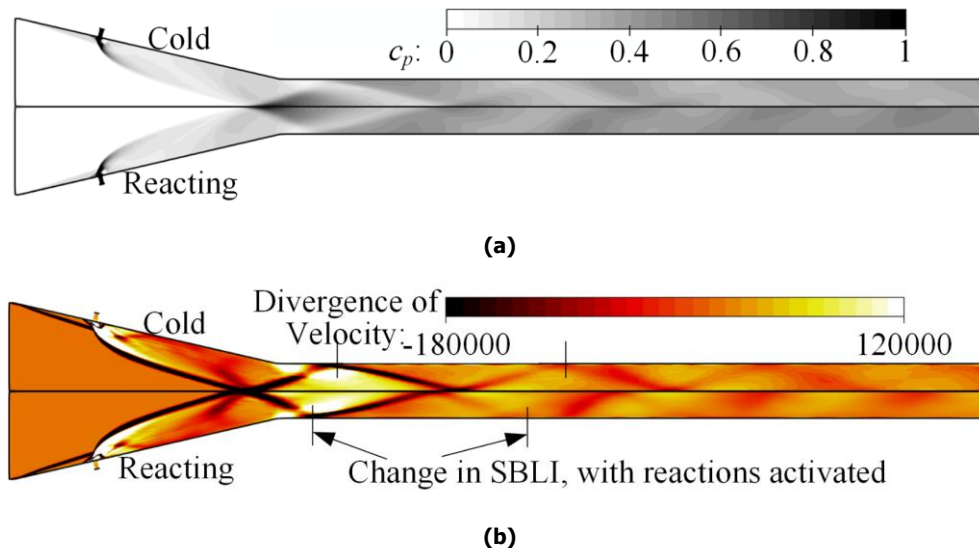 Cold
cp: 0 0.2 0.4 0.6 0.8 1
Reacting
(a)
Divergence of
Velocity:
-180000 120000
Cold
Reacting
Change in SBLI, with reactions activated
(b)